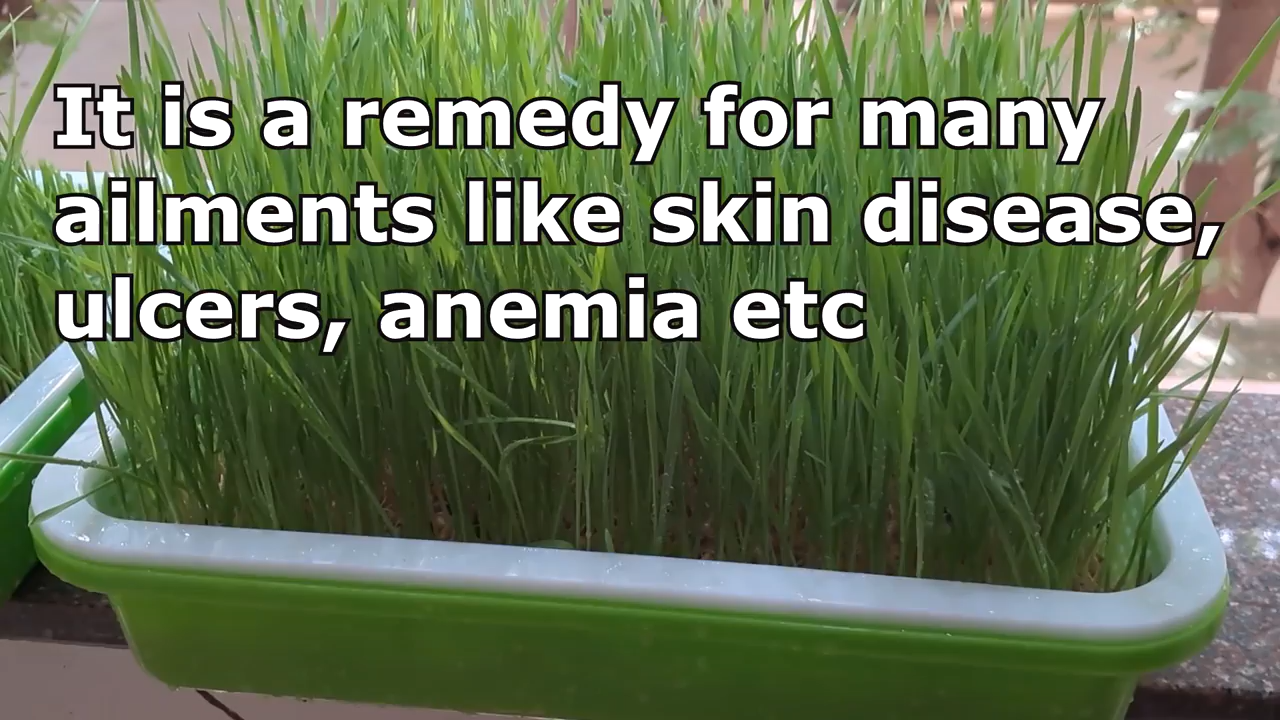 It is a remedy for many
ailments like skin disease,
ulcers, anemia etc